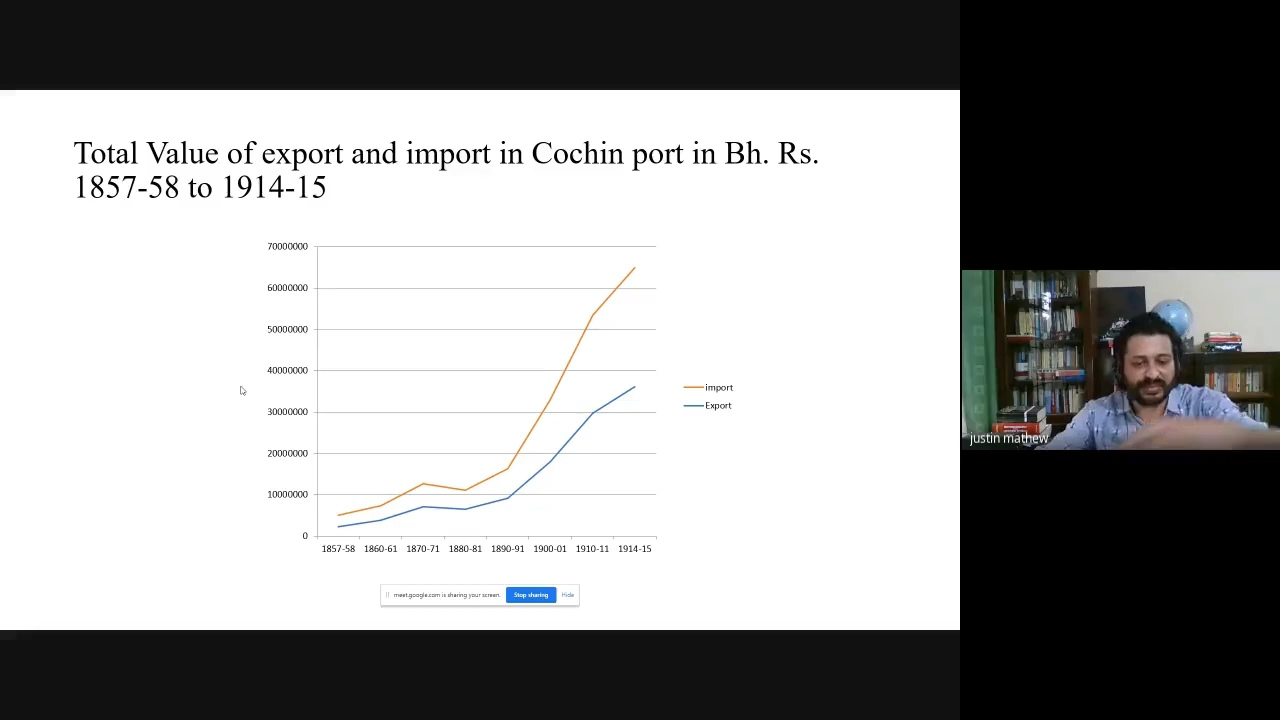 Total Value of export and import in Cochin port in Bh. Rs.
1857-58 to 1914-15
70000000
60000000
50000000
40000000
30000000
20000000
10000000
0
1857-58 1860-61 1870-71 1880-81 1890-91 1900-01 1910-11 1914-15
import
Export
meet.google.com is sharing your screen. Stop sharing Hide
justin mathew